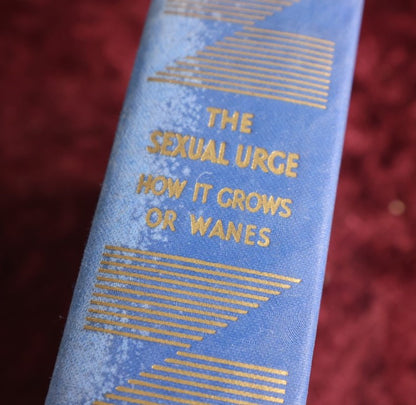 THE
SEXUAL URGE
HOW IT GROWS
OR WANES